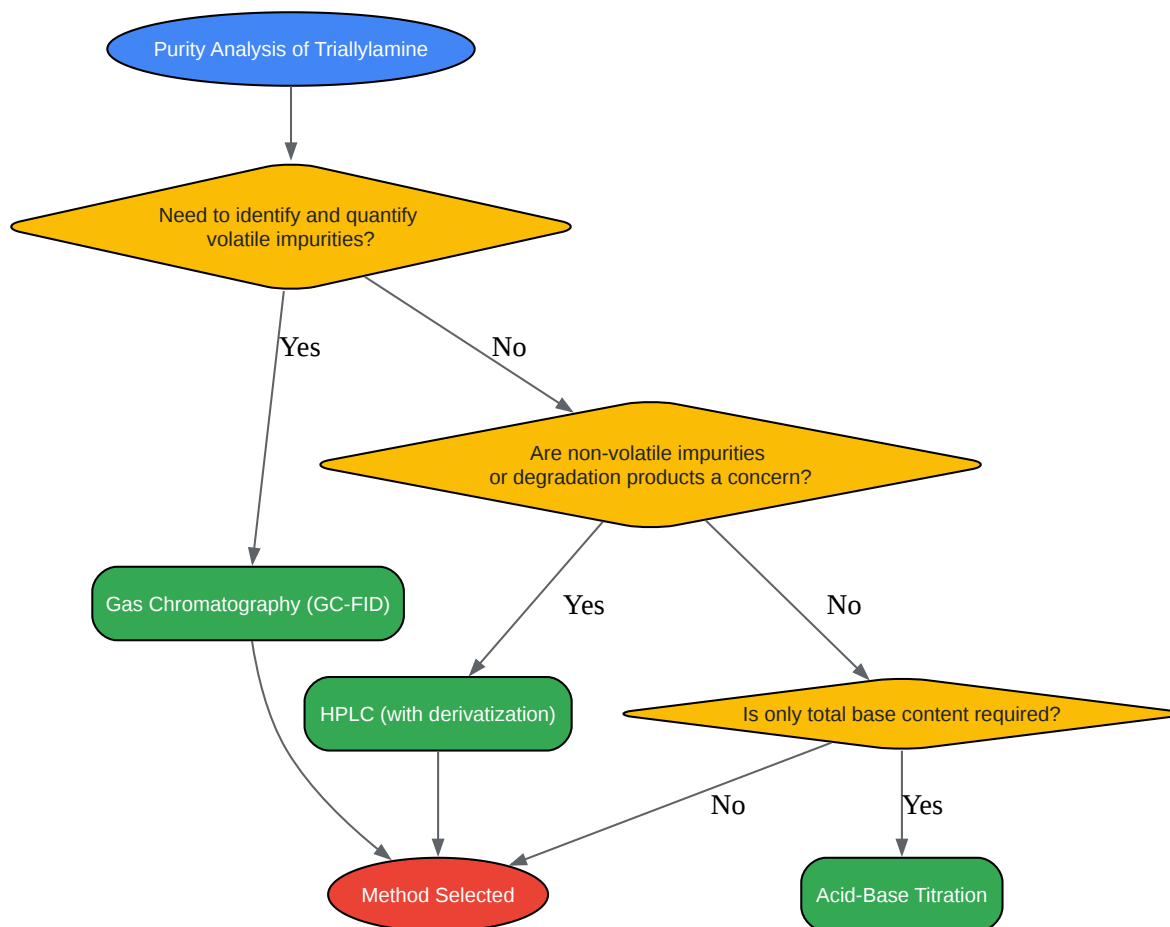 Purity Analysis of Triallylamine
Need to identify and quantify
volatile impurities?
Yes
No
Are non-volatile impurities
or degradation products a concern?
Gas Chromatography (GC-FID)
Yes
No
HPLC (with derivatization)
Is only total base content required?
No
Yes
Method Selected
Acid-Base Titration